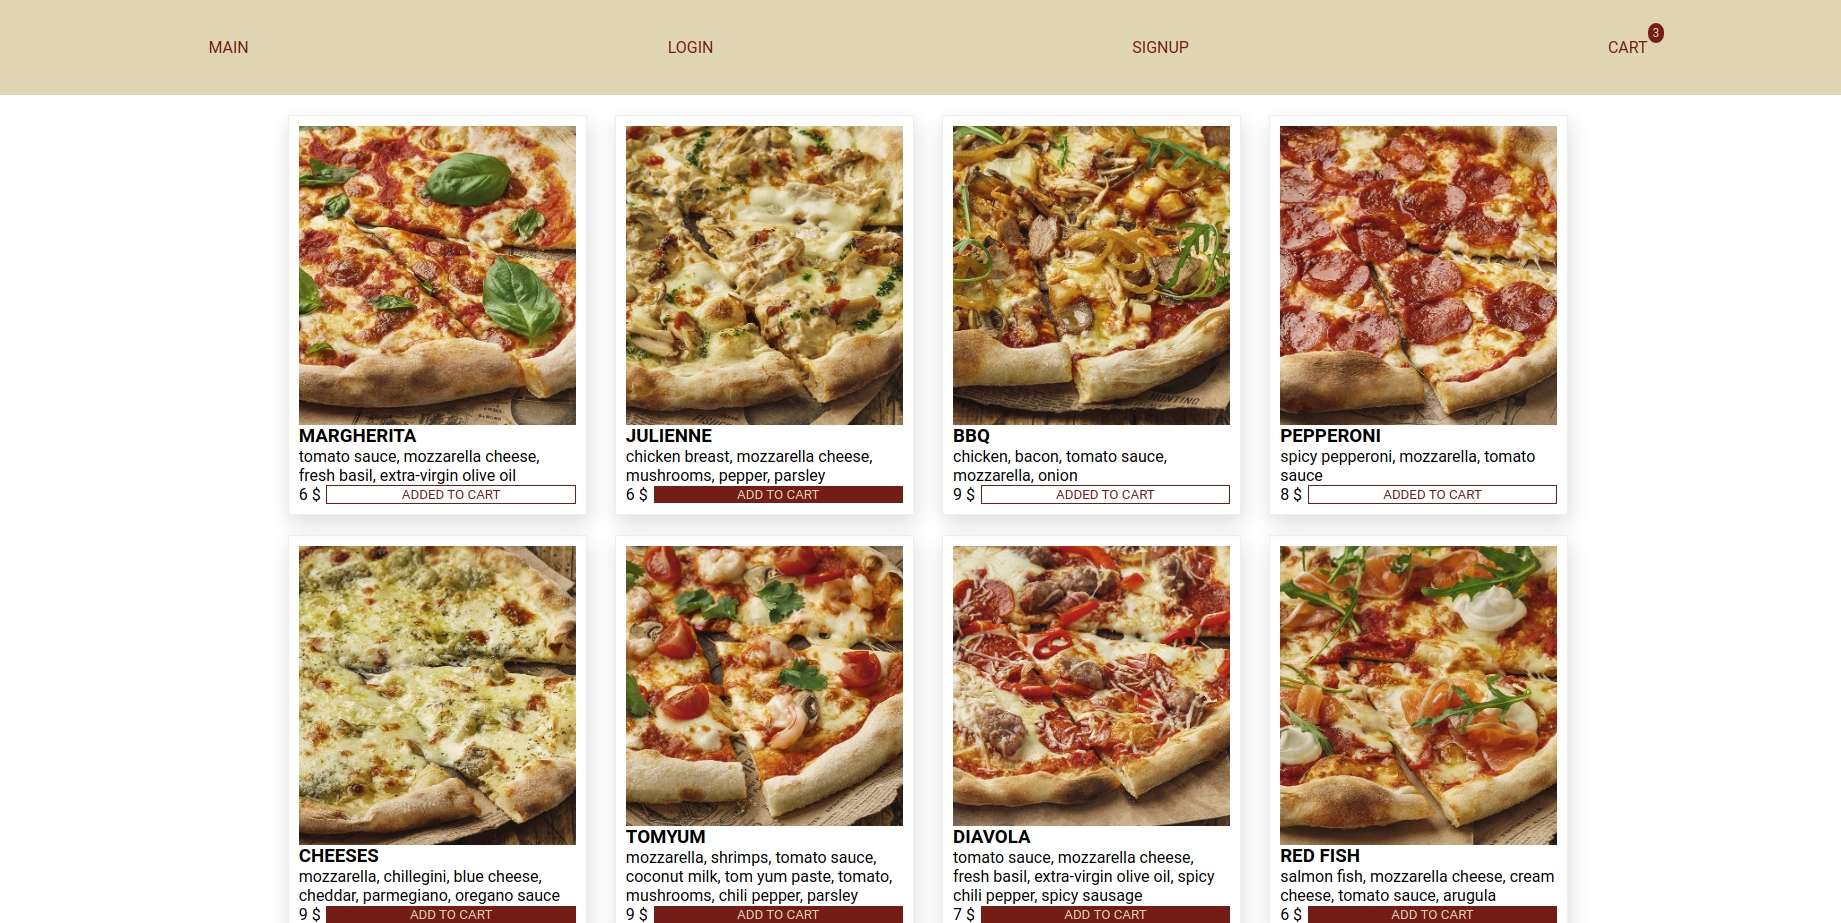 MAIN
LOGIN
SIGNUP
CART
3
MARGHERITA
tomato sauce, mozzarella cheese,
fresh basil, extra-virgin olive oil
6 $
ADDED TO CART
JULIENNE
chicken breast, mozzarella cheese,
mushrooms, pepper, parsley
6 $
ADD TO CART
BBQ
chicken, bacon, tomato sauce,
mozzarella, onion
9 $
ADDED TO CART
PEPPERONI
spicy pepperoni, mozzarella, tomato
sauce
8 $
ADDED TO CART
CHEESES
mozzarella, chillegini, blue cheese,
cheddar, parmegiano, oregano sauce
9 $
ADD TO CART
TOMYUM
mozzarella, shrimps, tomato sauce,
coconut milk, tom yum paste, tomato,
mushrooms, chili pepper, parsley
9 $
ADD TO CART
DIAVOLA
tomato sauce, mozzarella cheese,
fresh basil, extra-virgin olive oil, spicy
chili pepper, spicy sausage
7 $
ADD TO CART
RED FISH
salmon fish, mozzarella cheese, cream
cheese, tomato sauce, arugula
6 $
ADD TO CART